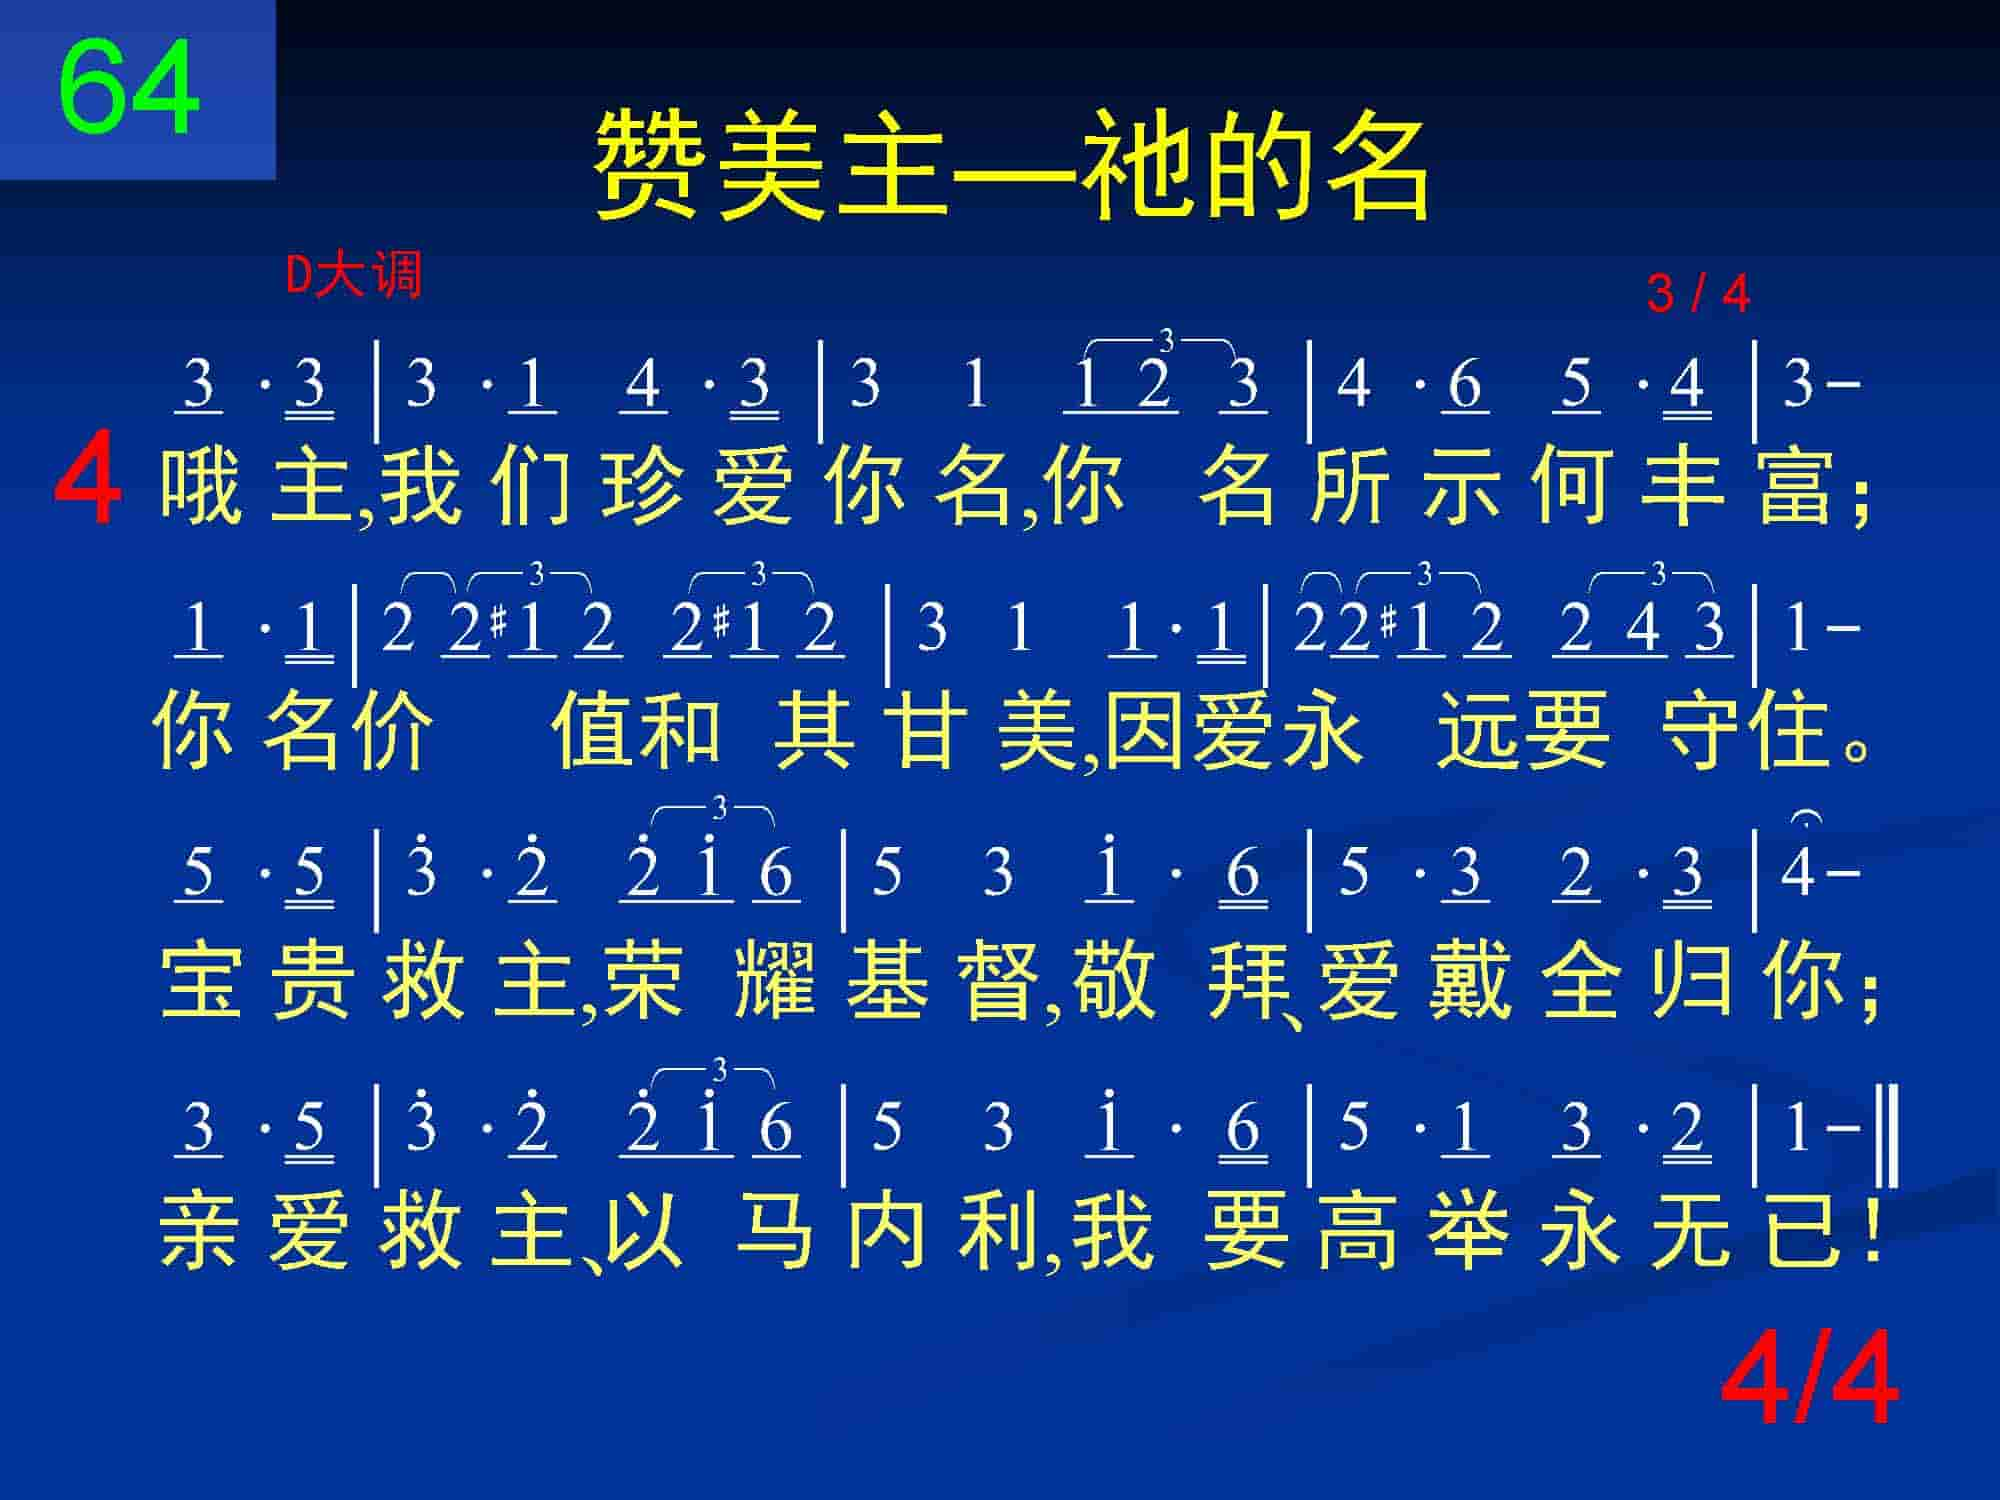 64
赞美主—祂的名
D大调 3 / 4
3 · 3 | 3 · 1 4 · 3 | 3 1 1 2 3 | 4 · 6 5 · 4 | 3 –
4 哦主,我们珍爱你名,你名所示何丰富；
1 · 1 | 2 2 #1 2 2 #1 2 | 3 1 1 · 1 | 2 2 #1 2 2 4 3 | 1 –
你名价值和其甘美,因爱永远要守住。
5 · 5 | 3̇ · 2̇ 2̇ 1̇ 6 | 5 3 1̇ · 6 | 5 · 3 2 · 3 | 4 –
宝贵救主,荣耀基督,敬拜、爱戴全归你；
3 · 5 | 3̇ · 2̇ 2̇ 1̇ 6 | 5 3 1̇ · 6 | 5 · 1 3 · 2 | 1 – ‖
亲爱救主、以马内利,我要高举永无已！
4/4